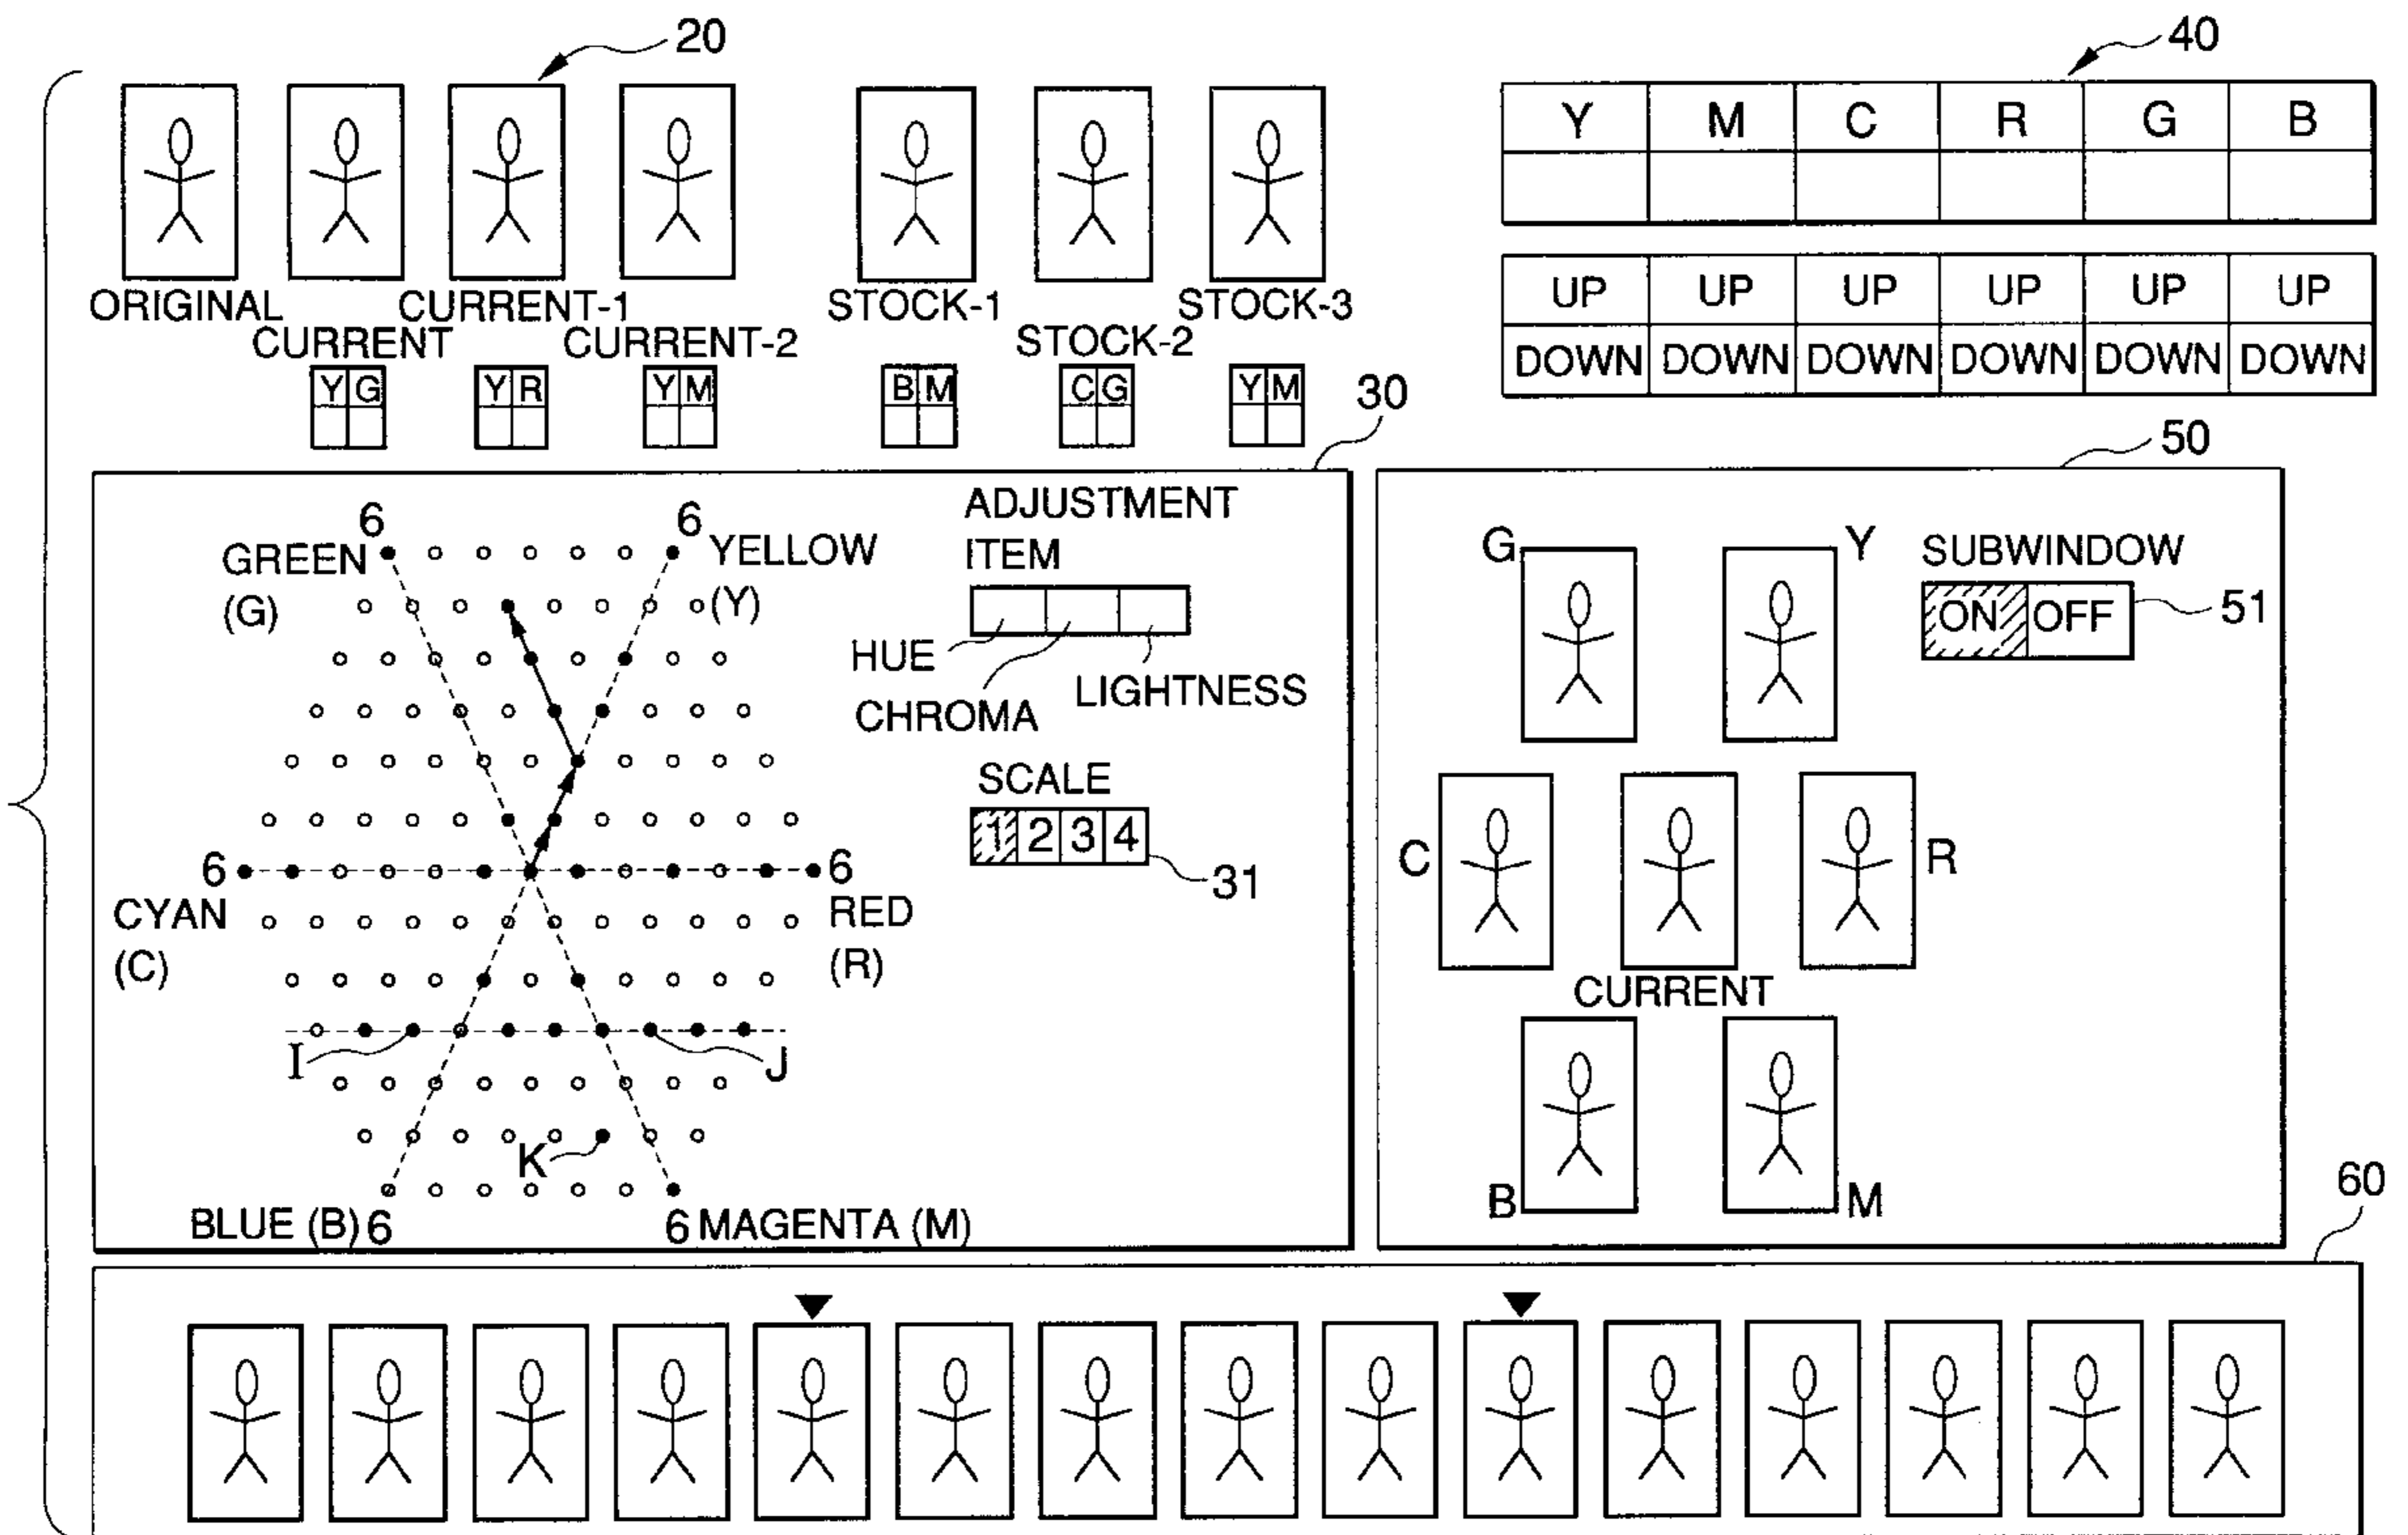 20
40
ORIGINAL
CURRENT
CURRENT-1
CURRENT-2
STOCK-1
STOCK-2
STOCK-3
Y G
Y R
Y M
B M
C G
Y M
Y M C R G B
UP UP UP UP UP UP
DOWN DOWN DOWN DOWN DOWN DOWN
30
6
GREEN
(G)
6
YELLOW
(Y)
ADJUSTMENT
ITEM
HUE
CHROMA
LIGHTNESS
SCALE
1 2 3 4
31
6
CYAN
(C)
6
RED
(R)
I
J
K
BLUE (B) 6
6 MAGENTA (M)
50
G
Y
SUBWINDOW
ON OFF
51
C
R
CURRENT
B
M
60